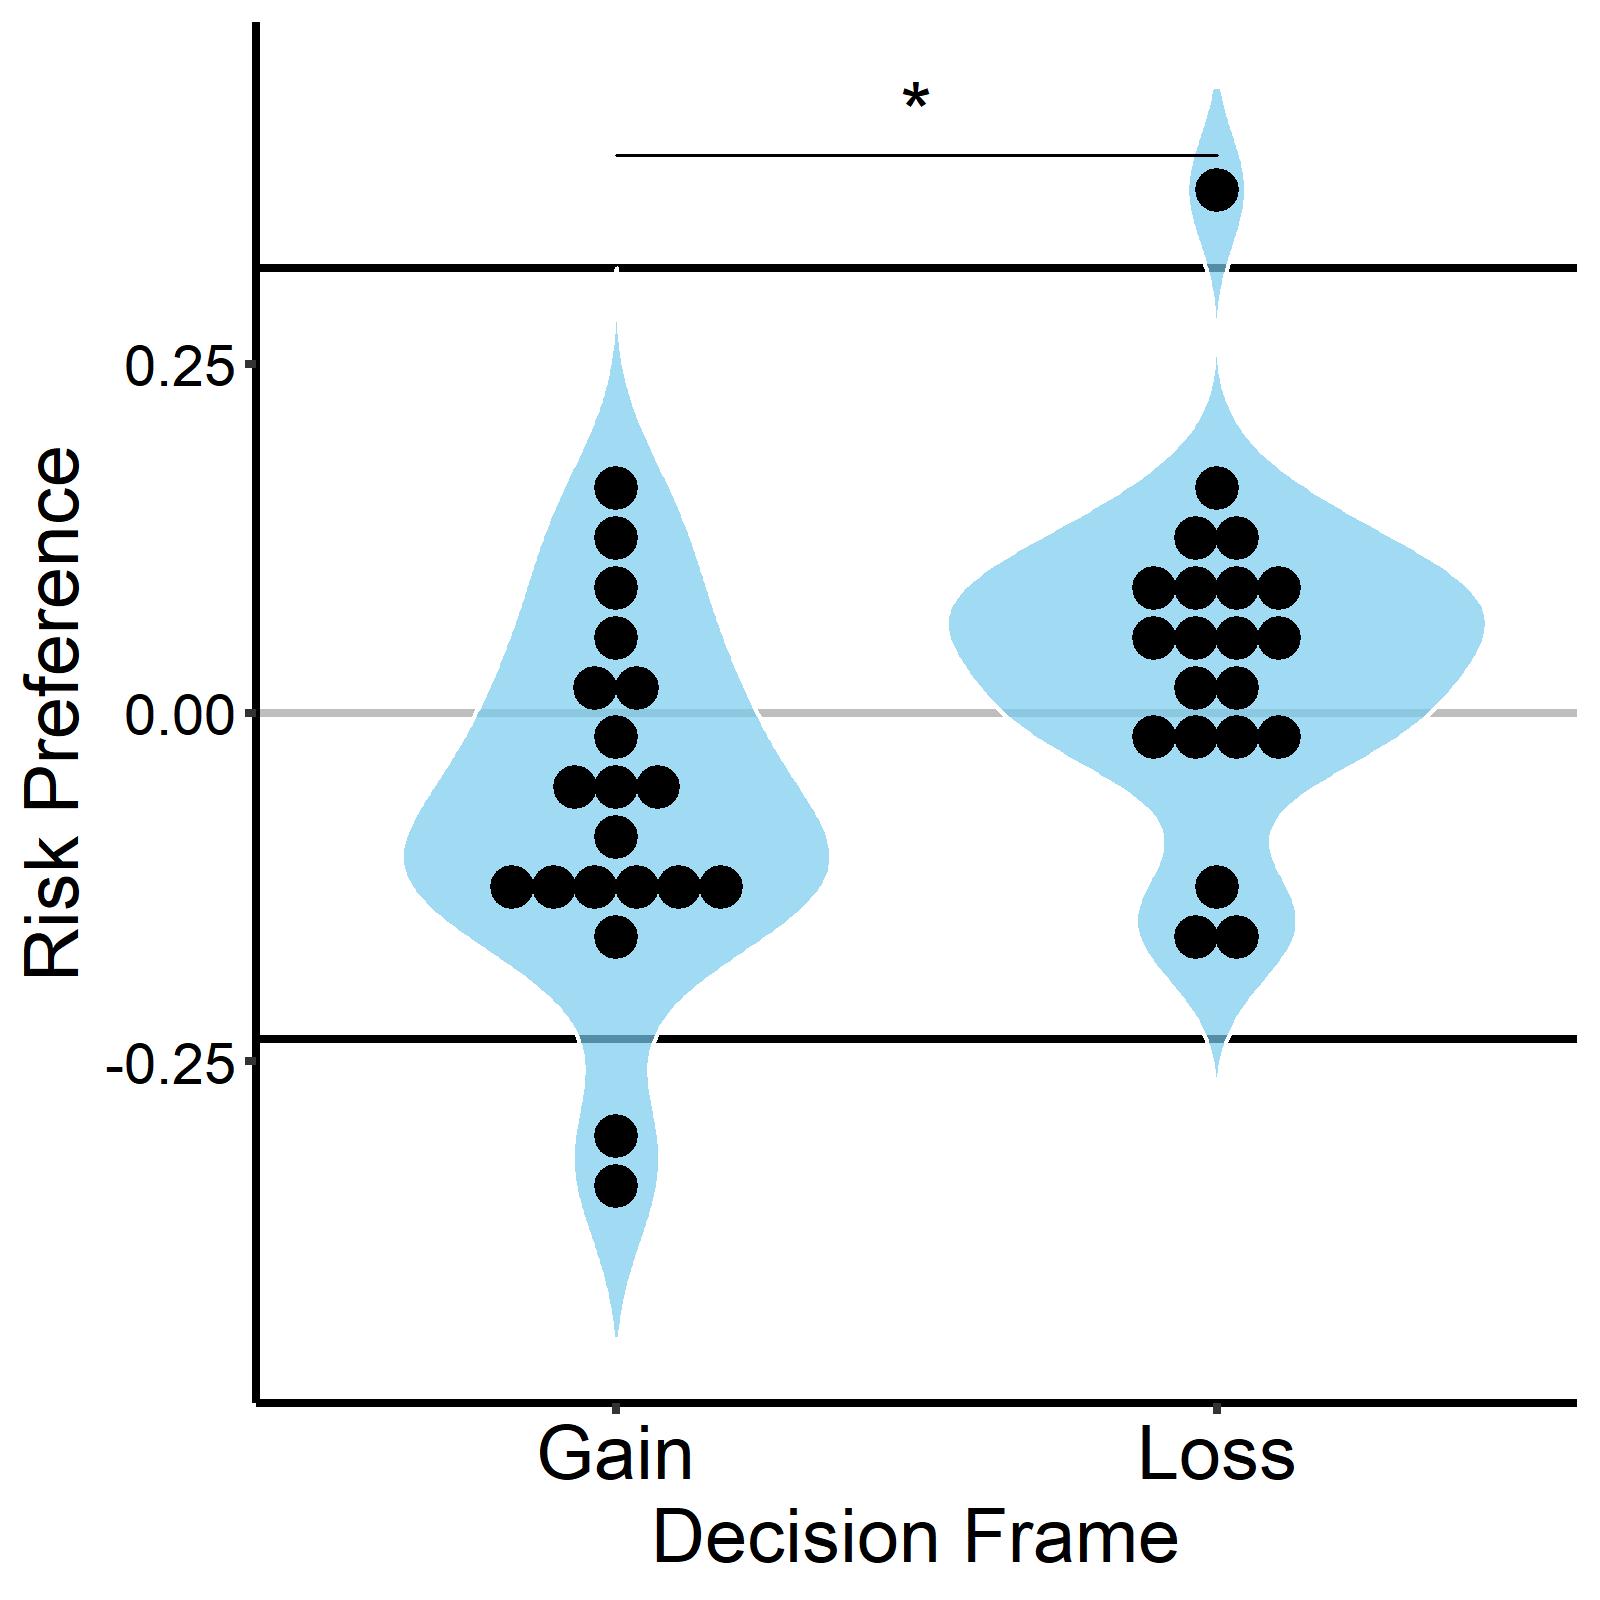 *
0.25
0.00
-0.25
Risk Preference
Gain
Loss
Decision Frame